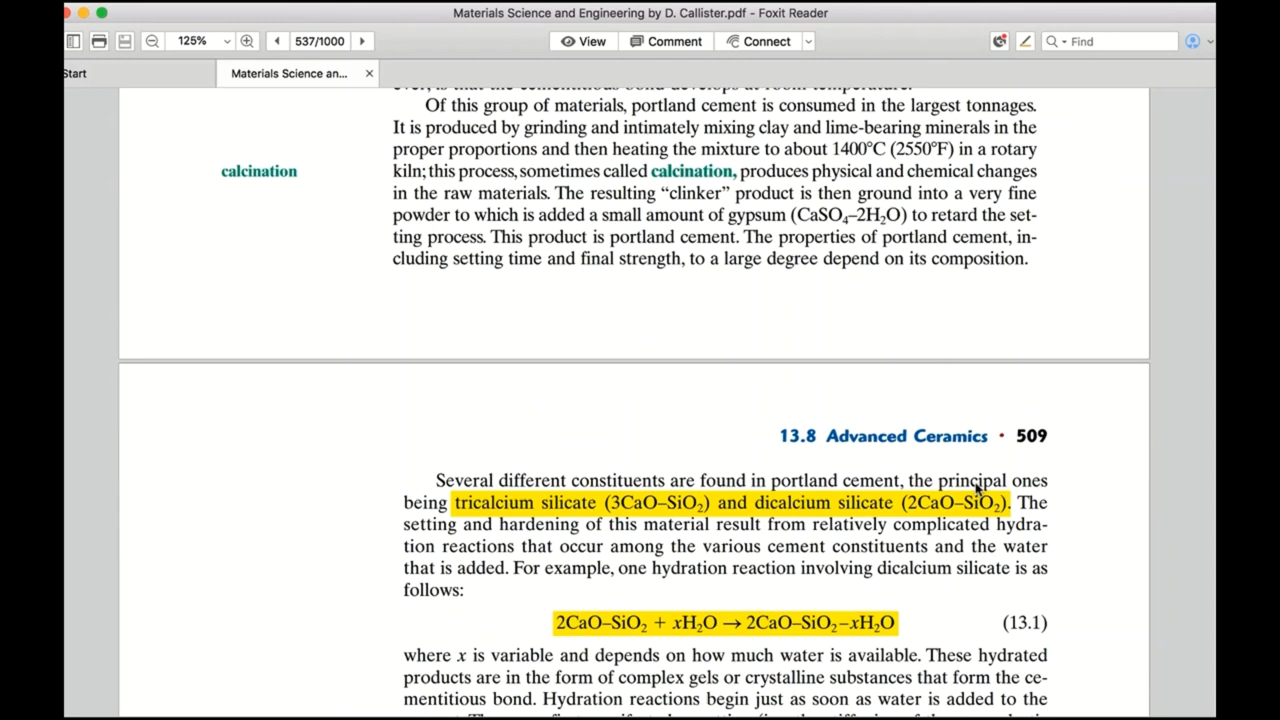 Materials Science and Engineering by D. Callister.pdf - Foxit Reader
125% 537/1000 View Comment Connect Find
Start Materials Science an... ×
Of this group of materials, portland cement is consumed in the largest tonnages.
It is produced by grinding and intimately mixing clay and lime-bearing minerals in the
proper proportions and then heating the mixture to about 1400°C (2550°F) in a rotary
calcination kiln; this process, sometimes called calcination, produces physical and chemical changes
in the raw materials. The resulting “clinker” product is then ground into a very fine
powder to which is added a small amount of gypsum (CaSO₄–2H₂O) to retard the set-
ting process. This product is portland cement. The properties of portland cement, in-
cluding setting time and final strength, to a large degree depend on its composition.
13.8 Advanced Ceramics • 509
Several different constituents are found in portland cement, the principal ones
being tricalcium silicate (3CaO–SiO₂) and dicalcium silicate (2CaO–SiO₂). The
setting and hardening of this material result from relatively complicated hydra-
tion reactions that occur among the various cement constituents and the water
that is added. For example, one hydration reaction involving dicalcium silicate is as
follows:
2CaO–SiO₂ + xH₂O → 2CaO–SiO₂–xH₂O (13.1)
where x is variable and depends on how much water is available. These hydrated
products are in the form of complex gels or crystalline substances that form the ce-
mentitious bond. Hydration reactions begin just as soon as water is added to the